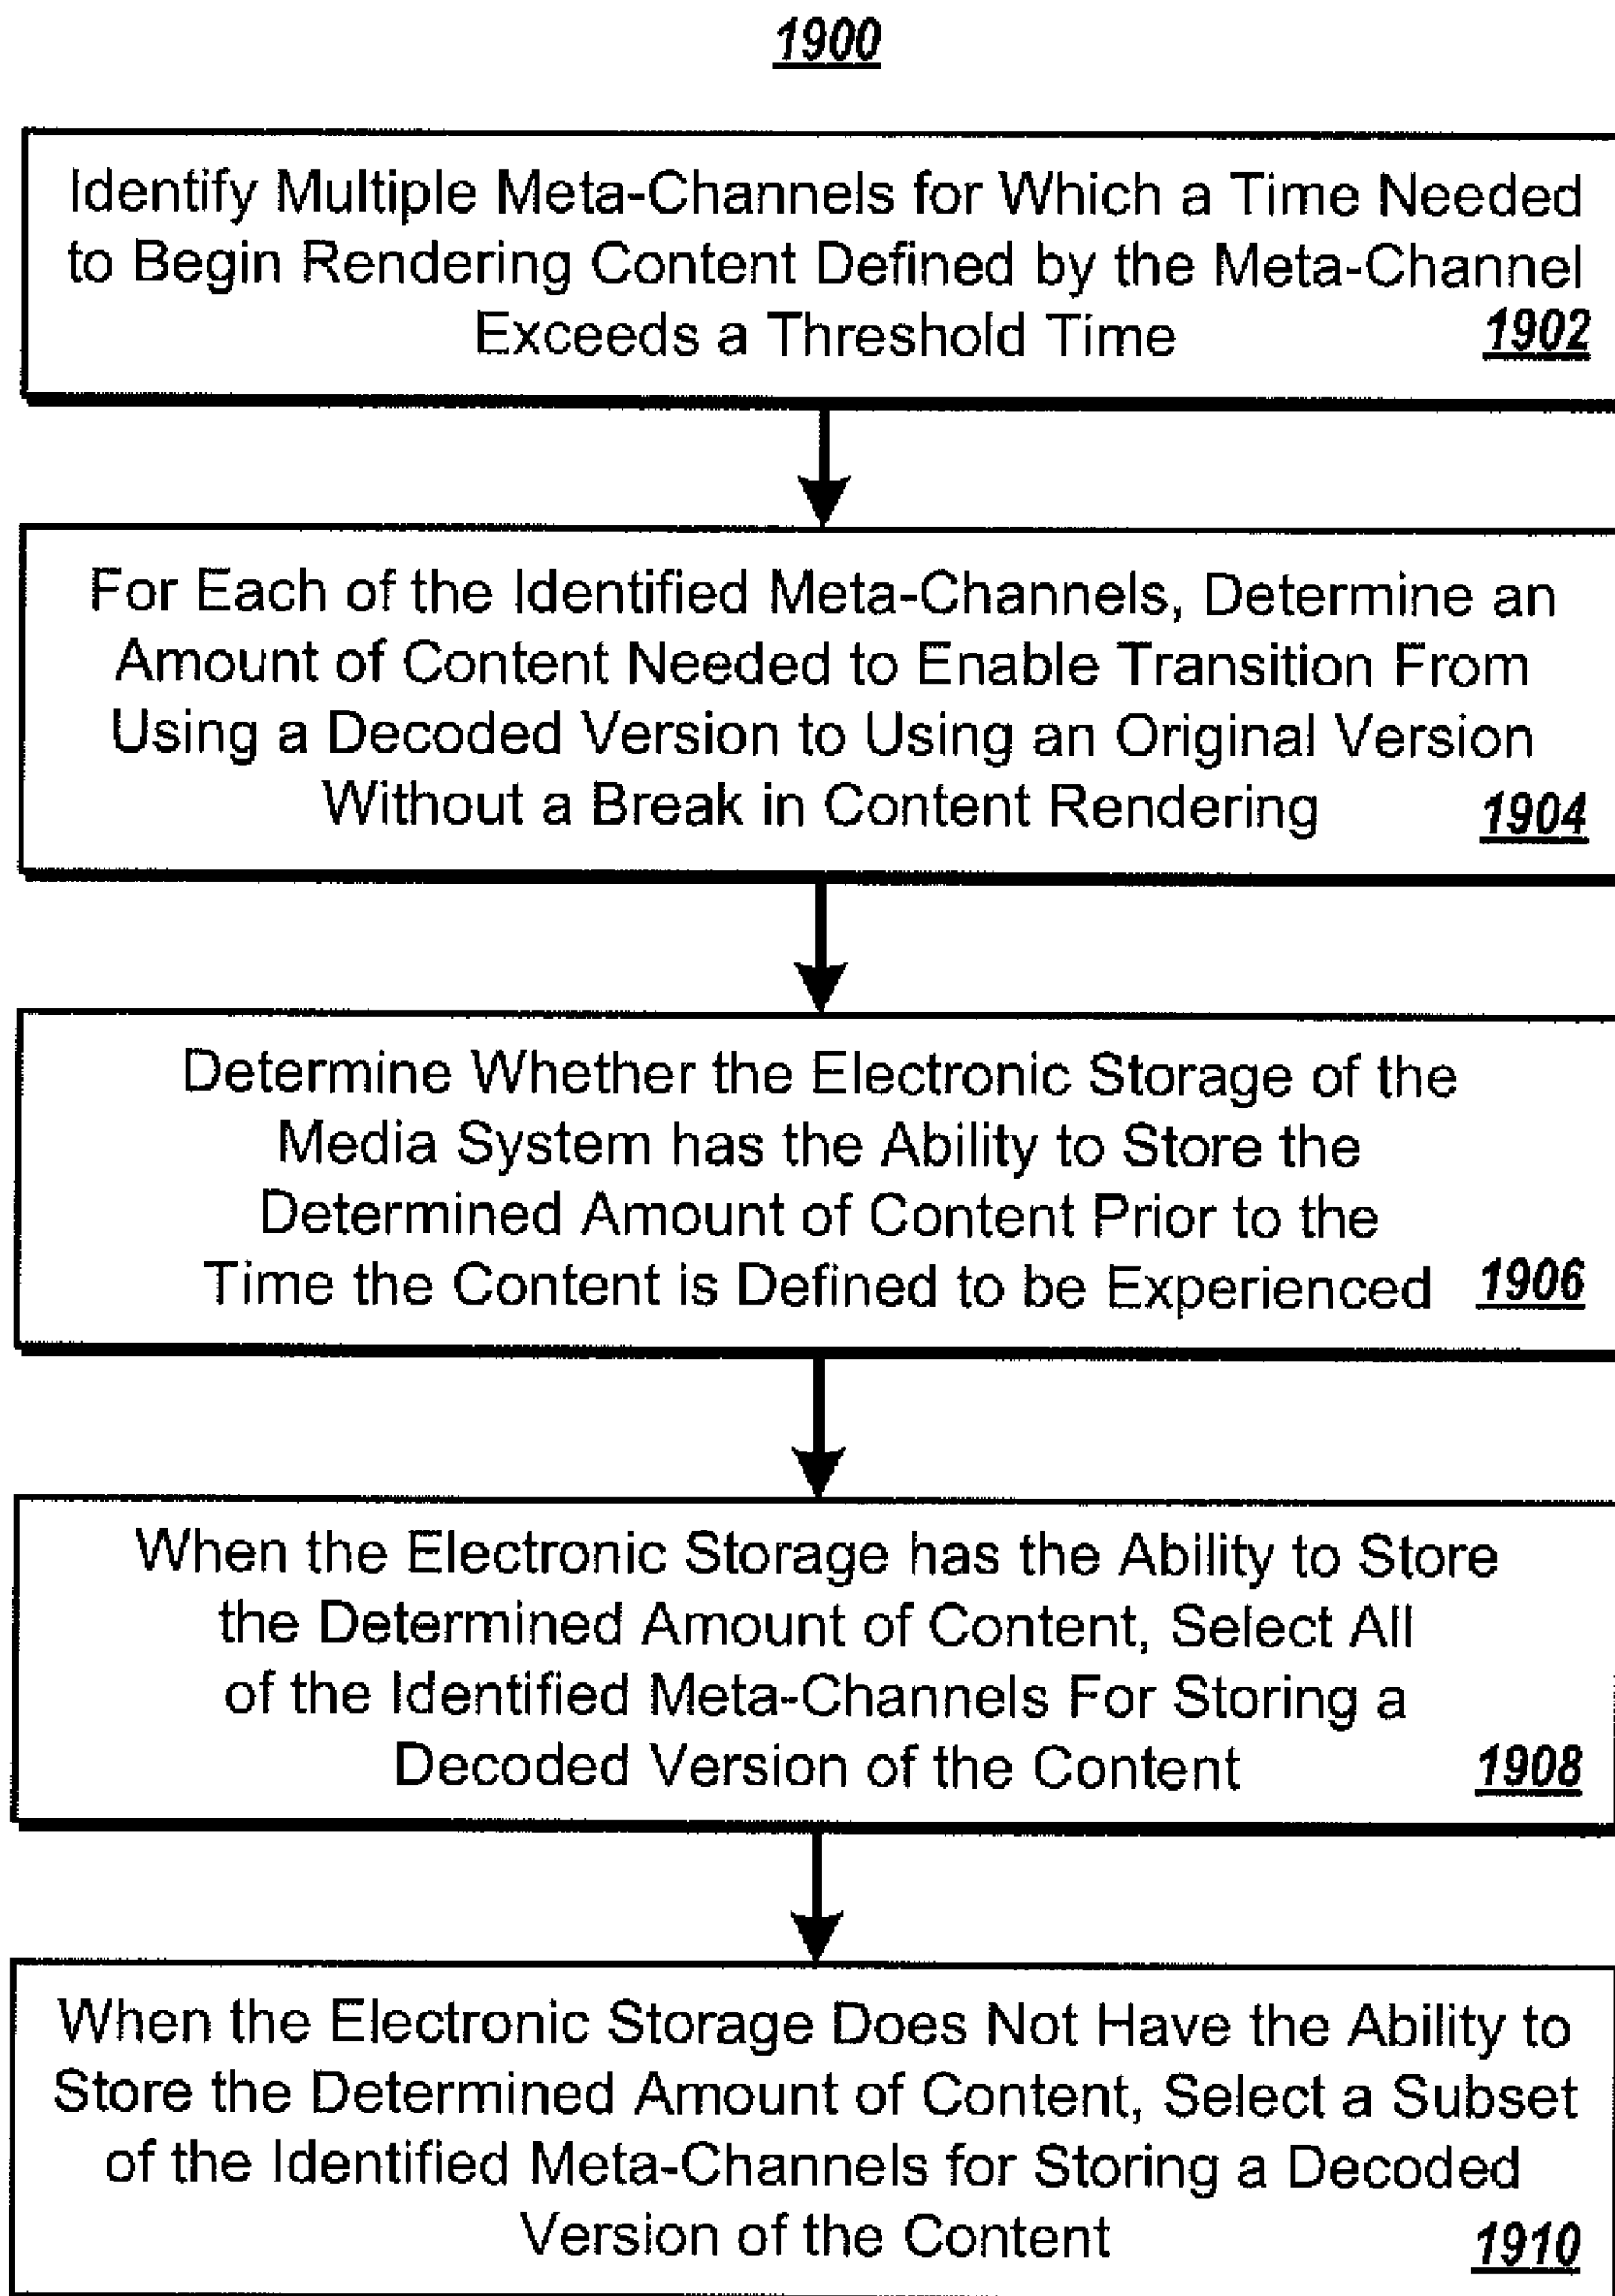 1900
Identify Multiple Meta-Channels for Which a Time Needed
to Begin Rendering Content Defined by the Meta-Channel
Exceeds a Threshold Time 1902
For Each of the Identified Meta-Channels, Determine an
Amount of Content Needed to Enable Transition From
Using a Decoded Version to Using an Original Version
Without a Break in Content Rendering 1904
Determine Whether the Electronic Storage of the
Media System has the Ability to Store the
Determined Amount of Content Prior to the
Time the Content is Defined to be Experienced 1906
When the Electronic Storage has the Ability to Store
the Determined Amount of Content, Select All
of the Identified Meta-Channels For Storing a
Decoded Version of the Content 1908
When the Electronic Storage Does Not Have the Ability to
Store the Determined Amount of Content, Select a Subset
of the Identified Meta-Channels for Storing a Decoded
Version of the Content 1910